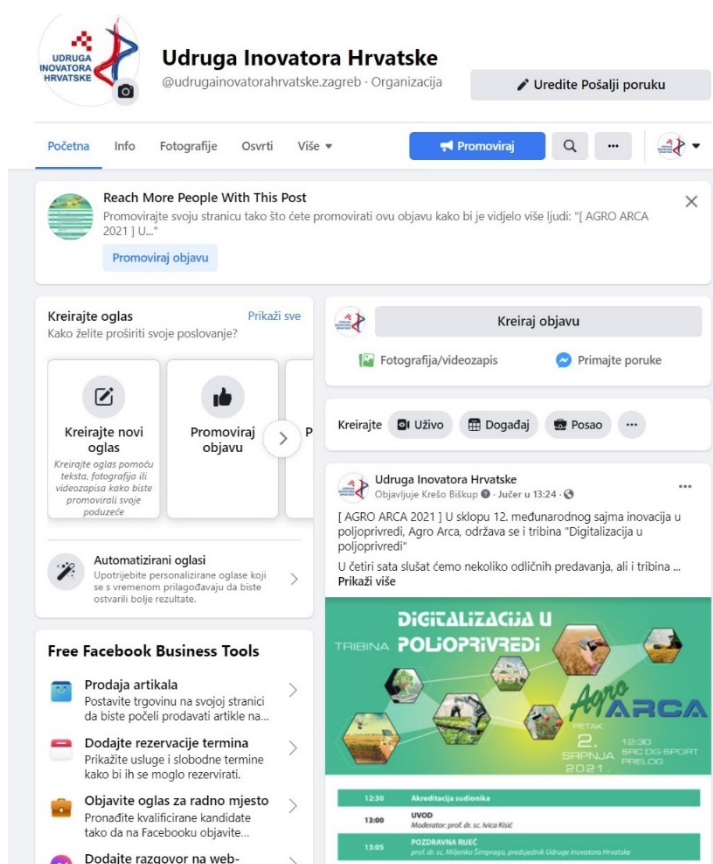 UDRUGA
INOVATORA
HRVATSKE
Udruga Inovatora Hrvatske
@udrugainovatorahrvatske.zagreb · Organizacija
Uredite Pošalji poruku
Početna Info Fotografije Osvrti Više
Promoviraj
Reach More People With This Post
Promovirajte svoju stranicu tako što ćete promovirati ovu objavu kako bi je vidjelo više ljudi: "[ AGRO ARCA
2021 ] U..."
Promoviraj objavu
Kreirajte oglas Prikaži sve
Kako želite proširiti svoje poslovanje?
Kreirajte novi
oglas
Kreirajte oglas pomoću
teksta, fotografija ili
videozapisa kako biste
promovirali svoje
poduzeće
Promoviraj
objavu
P
Automatizirani oglasi
Upotrijebite personalizirane oglase koji
se s vremenom prilagođavaju da biste
ostvarili bolje rezultate.
Free Facebook Business Tools
Prodaja artikala
Postavite trgovinu na svojoj stranici
da biste počeli prodavati artikle na...
Dodajte rezervacije termina
Prikažite usluge i slobodne termine
kako bi ih se moglo rezervirati.
Objavite oglas za radno mjesto
Pronađite kvalificirane kandidate
tako da na Facebooku objavite...
Dodajte razgovor na web-
Kreiraj objavu
Fotografija/videozapis Primajte poruke
Kreirajte Uživo Događaj Posao
Udruga Inovatora Hrvatske
Objavljuje Krešo Biškup · Jučer u 13:24 ·
[ AGRO ARCA 2021 ] U sklopu 12. međunarodnog sajma inovacija u
poljoprivredi, Agro Arca, održava se i tribina "Digitalizacija u
poljoprivredi"
U četiri sata slušat ćemo nekoliko odličnih predavanja, ali i tribina ...
Prikaži više
TRIBINA
DIGITALIZACIJA U
POLJOPRIVREDI
Agro
ARCA
PETAK
2.
SRPNJA
2021.
12:30
SRC DG-SPORT
PRELOG
12:30 Akreditacija sudionika
13:00 UVOD
Moderator: prof. dr. sc. Ivica Kisić
13:05 POZDRAVNA RIJEČ
prof. dr. sc. Miljenko Šimpraga, predsjednik Udruge inovatora Hrvatske